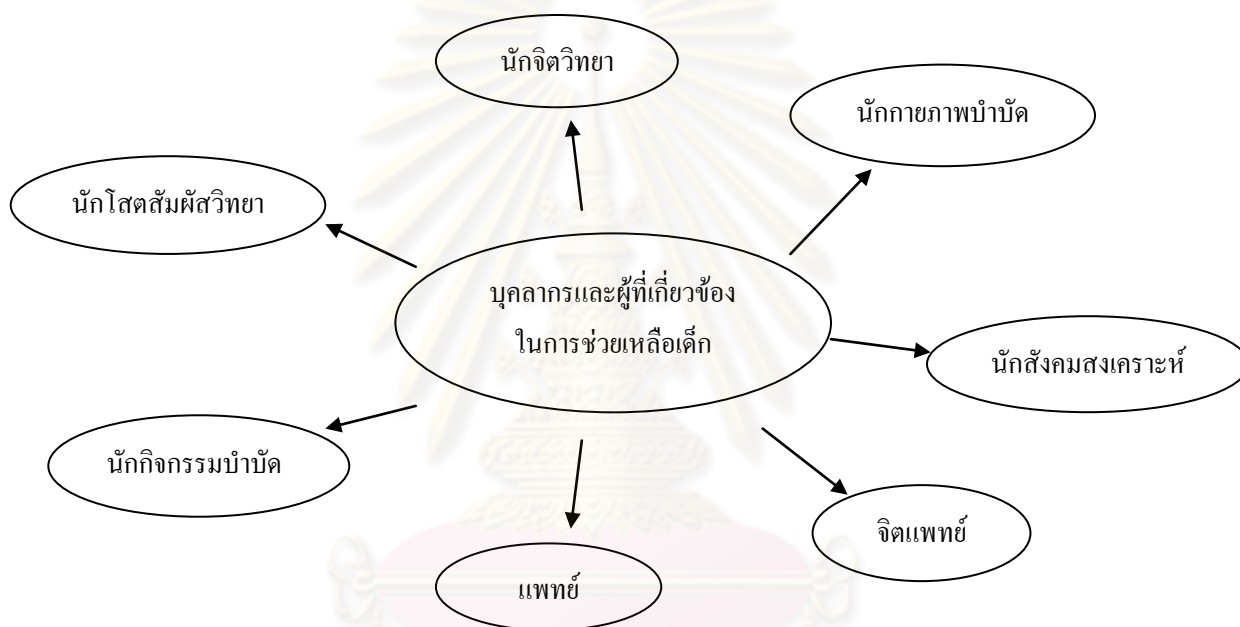 นักจิตวิทยา
นักกายภาพบำบัด
นักโสตสัมผัสวิทยา
บุคลากรและผู้ที่เกี่ยวข้อง
ในการช่วยเหลือเด็ก
นักสังคมสงเคราะห์
นักกิจกรรมบำบัด
จิตแพทย์
แพทย์